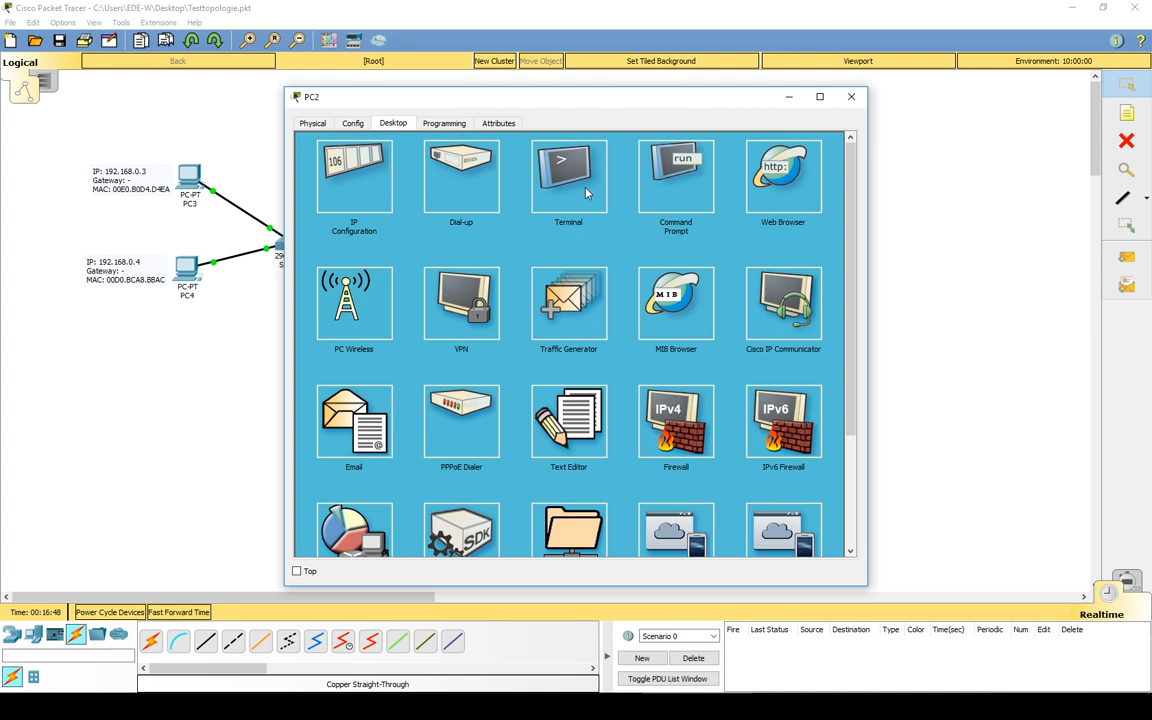 Cisco Packet Tracer - C:\Users\EDE-W\Desktop\Testtopologie.pkt
File Edit Options View Tools Extensions Help
Logical Back [Root] New Cluster Move Object Set Tiled Background Viewport Environment: 10:00:00
PC2
Physical Config Desktop Programming Attributes
106
>
run
http:
IP
Configuration
Dial-up
Terminal
Command
Prompt
Web Browser
IP: 192.168.0.3
Gateway: -
MAC: 00E0.B0D4.D4EA
PC-PT
PC3
IP: 192.168.0.4
Gateway: -
MAC: 00D0.BCA8.BBAC
PC-PT
PC4
MIB
PC Wireless
VPN
Traffic Generator
MIB Browser
Cisco IP Communicator
IPv4
IPv6
Email
PPPoE Dialer
Text Editor
Firewall
IPv6 Firewall
SDK
Top
Time: 00:16:48 Power Cycle Devices Fast Forward Time
Realtime
Scenario 0
New Delete
Toggle PDU List Window
Fire Last Status Source Destination Type Color Time(sec) Periodic Num Edit Delete
Copper Straight-Through